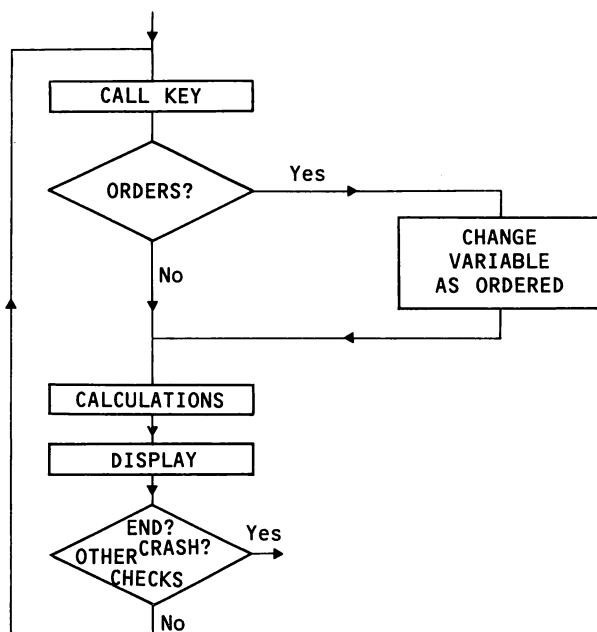 CALL KEY
ORDERS?
Yes
CHANGE
VARIABLE
AS ORDERED
No
CALCULATIONS
DISPLAY
END?
CRASH?
OTHER
CHECKS
Yes
No